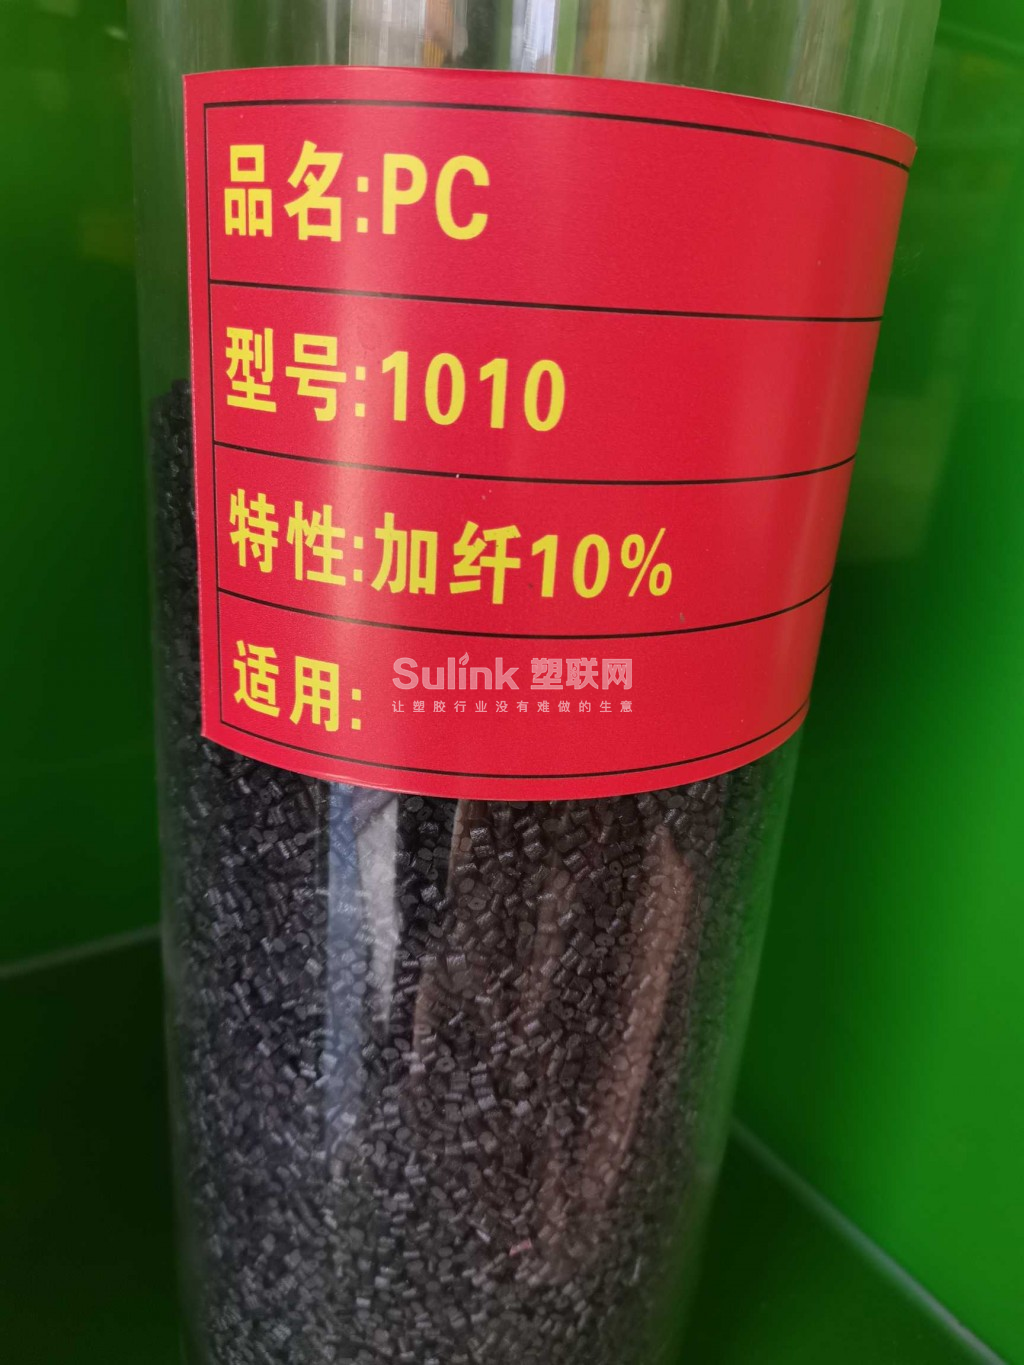 品名:PC
型号:1010
特性:加纤10%
适用:
Sulink 塑联网
让塑胶行业没有难做的生意